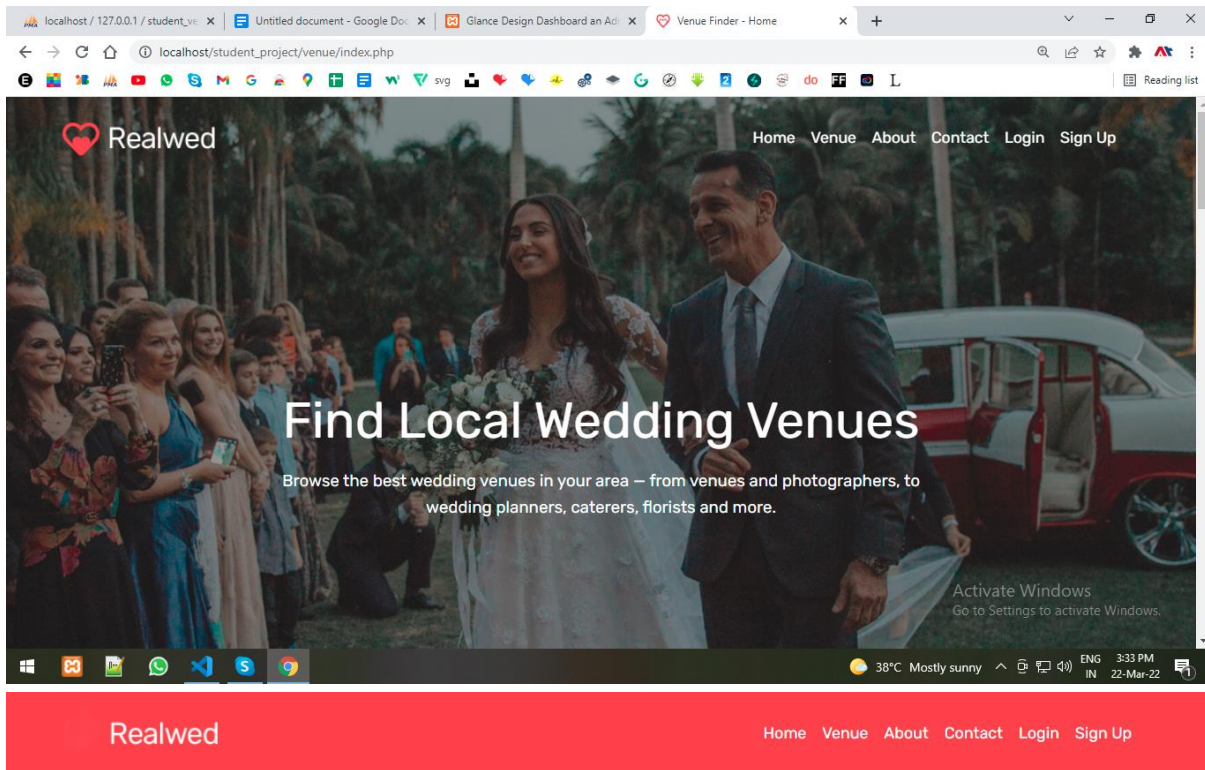 localhost / 127.0.0.1 / student_ve
Untitled document - Google Doc
Glance Design Dashboard an Adm
Venue Finder - Home
localhost/student_project/venue/index.php
PMA
svg
do
FF
L
Reading list
Realwed
Home Venue About Contact Login Sign Up
Find Local Wedding Venues
Browse the best wedding venues in your area — from venues and photographers, to
wedding planners, caterers, florists and more.
Activate Windows
Go to Settings to activate Windows.
38°C Mostly sunny
ENG
IN
3:33 PM
22-Mar-22
Realwed
Home Venue About Contact Login Sign Up